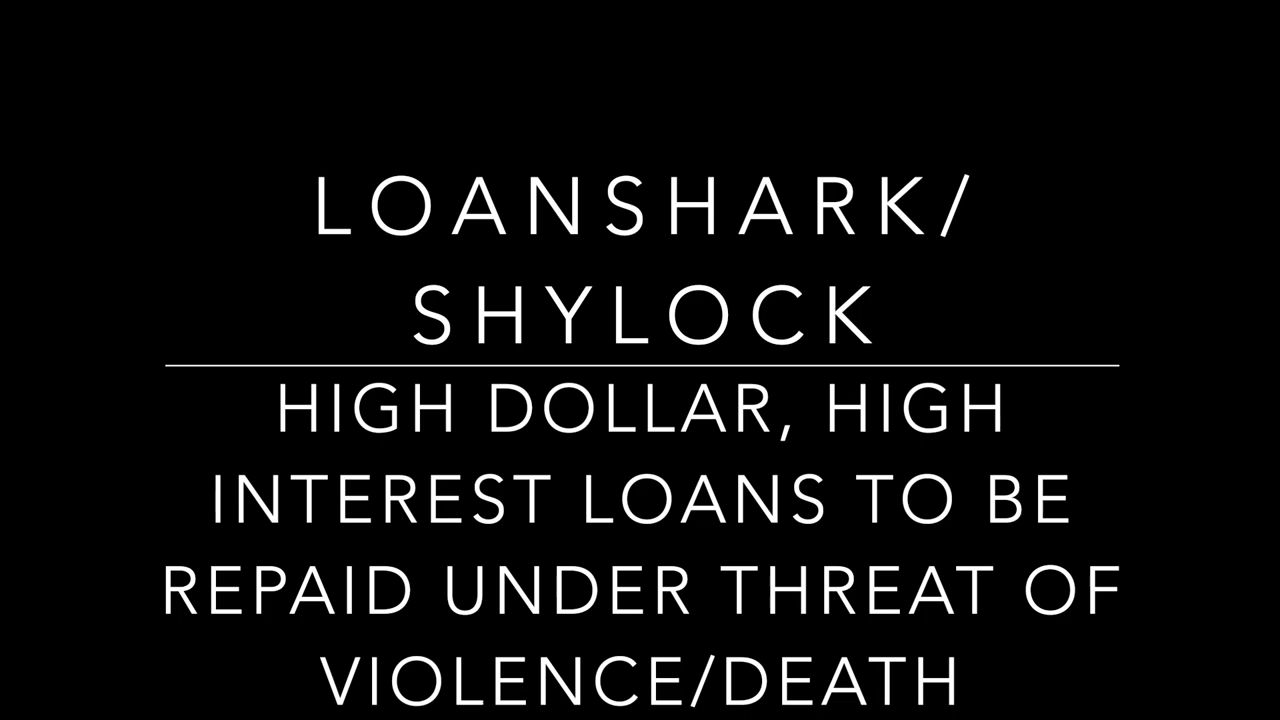 LOANSHARK/
SHYLOCK
HIGH DOLLAR, HIGH
INTEREST LOANS TO BE
REPAID UNDER THREAT OF
VIOLENCE/DEATH